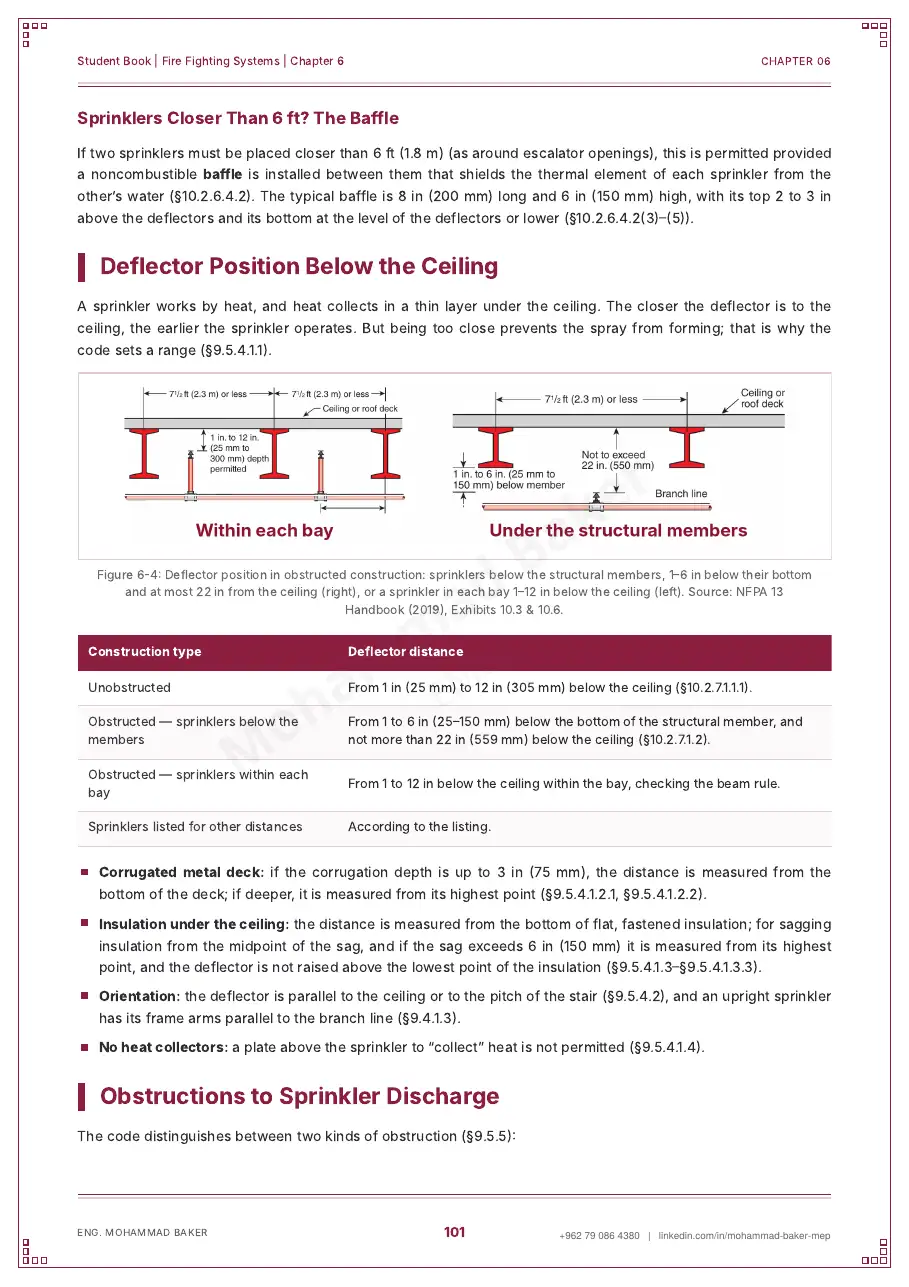 Student Book | Fire Fighting Systems | Chapter 6
CHAPTER 06
Sprinklers Closer Than 6 ft? The Baffle
If two sprinklers must be placed closer than 6 ft (1.8 m) (as around escalator openings), this is permitted provided
a noncombustible baffle is installed between them that shields the thermal element of each sprinkler from the
other's water (§10.2.6.4.2). The typical baffle is 8 in (200 mm) long and 6 in (150 mm) high, with its top 2 to 3 in
above the deflectors and its bottom at the level of the deflectors or lower (§10.2.6.4.2(3)–(5)).
Deflector Position Below the Ceiling
A sprinkler works by heat, and heat collects in a thin layer under the ceiling. The closer the deflector is to the
ceiling, the earlier the sprinkler operates. But being too close prevents the spray from forming; that is why the
code sets a range (§9.5.4.1.1).
7½ ft (2.3 m) or less
7½ ft (2.3 m) or less
Ceiling or roof deck
1 in. to 12 in.
(25 mm to
300 mm) depth
permitted
Within each bay
7½ ft (2.3 m) or less
Ceiling or
roof deck
Not to exceed
22 in. (550 mm)
1 in. to 6 in. (25 mm to
150 mm) below member
Branch line
Under the structural members
Figure 6-4: Deflector position in obstructed construction: sprinklers below the structural members, 1–6 in below their bottom
and at most 22 in from the ceiling (right), or a sprinkler in each bay 1–12 in below the ceiling (left). Source: NFPA 13
Handbook (2019), Exhibits 10.3 & 10.6.
Construction type
Deflector distance
Unobstructed
From 1 in (25 mm) to 12 in (305 mm) below the ceiling (§10.2.7.1.1.1).
Obstructed — sprinklers below the
members
From 1 to 6 in (25–150 mm) below the bottom of the structural member, and
not more than 22 in (559 mm) below the ceiling (§10.2.7.1.2).
Obstructed — sprinklers within each
bay
From 1 to 12 in below the ceiling within the bay, checking the beam rule.
Sprinklers listed for other distances
According to the listing.
Corrugated metal deck: if the corrugation depth is up to 3 in (75 mm), the distance is measured from the
bottom of the deck; if deeper, it is measured from its highest point (§9.5.4.1.2.1, §9.5.4.1.2.2).
Insulation under the ceiling: the distance is measured from the bottom of flat, fastened insulation; for sagging
insulation from the midpoint of the sag, and if the sag exceeds 6 in (150 mm) it is measured from its highest
point, and the deflector is not raised above the lowest point of the insulation (§9.5.4.1.3–§9.5.4.1.3.3).
Orientation: the deflector is parallel to the ceiling or to the pitch of the stair (§9.5.4.2), and an upright sprinkler
has its frame arms parallel to the branch line (§9.4.1.3).
No heat collectors: a plate above the sprinkler to “collect” heat is not permitted (§9.5.4.1.4).
Obstructions to Sprinkler Discharge
The code distinguishes between two kinds of obstruction (§9.5.5):
Mohammad baker
ENG. MOHAMMAD BAKER
101
+962 79 086 4380 | linkedin.com/in/mohammad-baker-mep